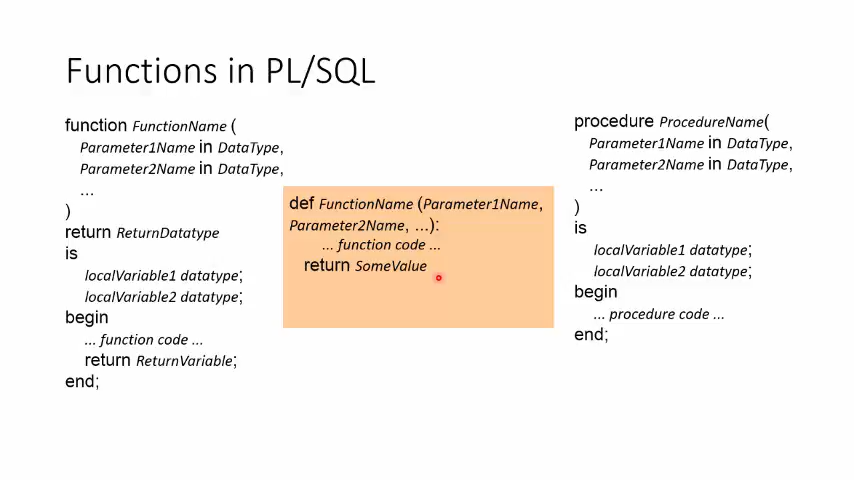 Functions in PL/SQL
function FunctionName (
Parameter1Name in DataType,
Parameter2Name in DataType,
...
)
return ReturnDatatype
is
localVariable1 datatype;
localVariable2 datatype;
begin
... function code ...
return ReturnVariable;
end;
def FunctionName (Parameter1Name,
Parameter2Name, ...):
... function code ...
return SomeValue
procedure ProcedureName(
Parameter1Name in DataType,
Parameter2Name in DataType,
...
)
is
localVariable1 datatype;
localVariable2 datatype;
begin
... procedure code ...
end;